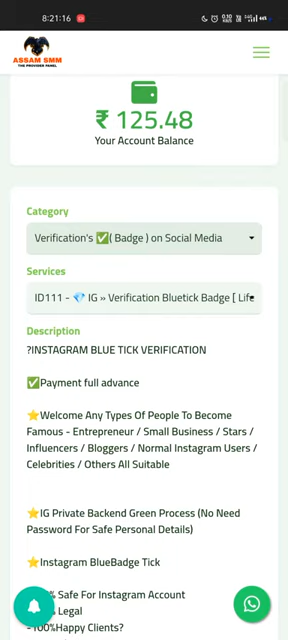 8:21:16
ASSAM SMM
THE PROVIDER PANEL
₹ 125.48
Your Account Balance
Category
Verification's ✅( Badge ) on Social Media
Services
ID111 - 💎 IG » Verification Bluetick Badge [ Life
Description
?INSTAGRAM BLUE TICK VERIFICATION
✅Payment full advance
⭐Welcome Any Types Of People To Become
Famous - Entrepreneur / Small Business / Stars /
Influencers / Bloggers / Normal Instagram Users /
Celebrities / Others All Suitable
⭐IG Private Backend Green Process (No Need
Password For Safe Personal Details)
⭐Instagram BlueBadge Tick
% Safe For Instagram Account
Legal
-100%Happy Clients?